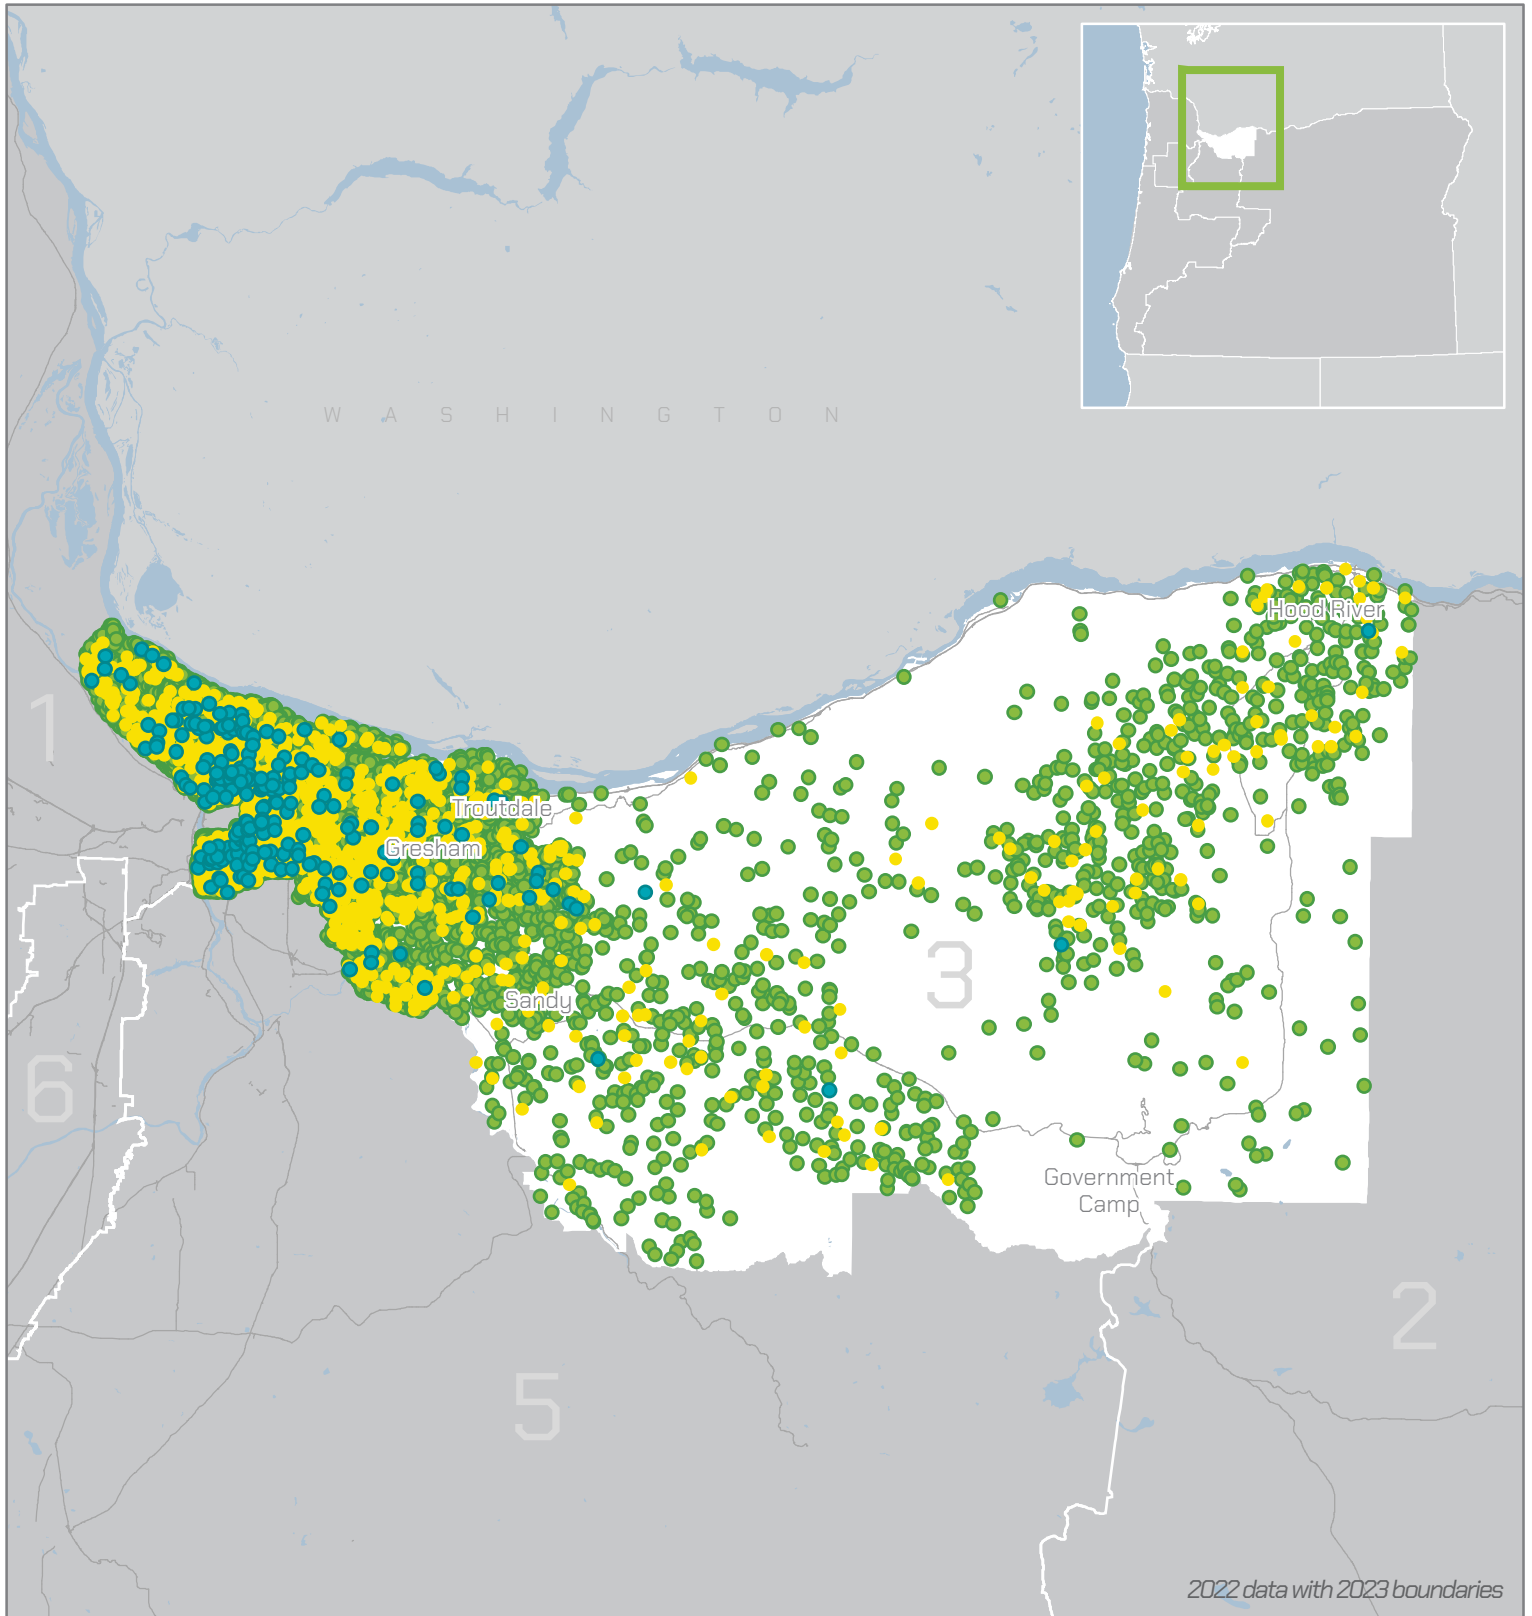 W A S H I N G T O N
Hood River
1
Troutdale
Gresham
3
Sandy
6
Government
Camp
2
5
2022 data with 2023 boundaries